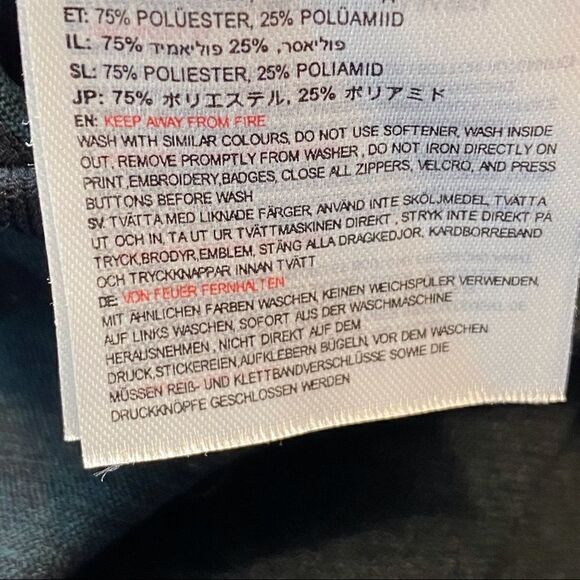 ET: 75% POLÜESTER, 25% POLÜAMIID
IL: 75% פוליאסטר, 25% פוליאמיד
SL: 75% POLIESTER, 25% POLIAMID
JP: 75% ポリエステル, 25% ポリアミド
EN: KEEP AWAY FROM FIRE
WASH WITH SIMILAR COLOURS, DO NOT USE SOFTENER, WASH INSIDE
OUT, REMOVE PROMPTLY FROM WASHER , DO NOT IRON DIRECTLY ON
PRINT,EMBROIDERY,BADGES, CLOSE ALL ZIPPERS, VELCRO, AND PRESS
BUTTONS BEFORE WASH
SV: TVÄTTA MED LIKNADE FÄRGER, ANVÄND INTE SKÖLJMEDEL, TVÄTTA
UT OCH IN, TA UT UR TVÄTTMASKINEN DIREKT , STRYK INTE DIREKT PÅ
TRYCK,BRODYR,EMBLEM, STÄNG ALLA DRAGKEDJOR, KARDBORREBAND
OCH TRYCKKNAPPAR INNAN TVÄTT
DE: VON FEUER FERNHALTEN
MIT ÄHNLICHEN FARBEN WASCHEN, KEINEN WEICHSPÜLER VERWENDEN,
AUF LINKS WASCHEN, SOFORT AUS DER WASCHMASCHINE
HERAUSNEHMEN , NICHT DIREKT AUF DEM
DRUCK,STICKEREIEN,AUFKLEBERN BÜGELN, VOR DEM WASCHEN
MÜSSEN REIß- UND KLETTBANDVERSCHLÜSSE SOWIE DIE
DRUCKKNÖPFE GESCHLOSSEN WERDEN